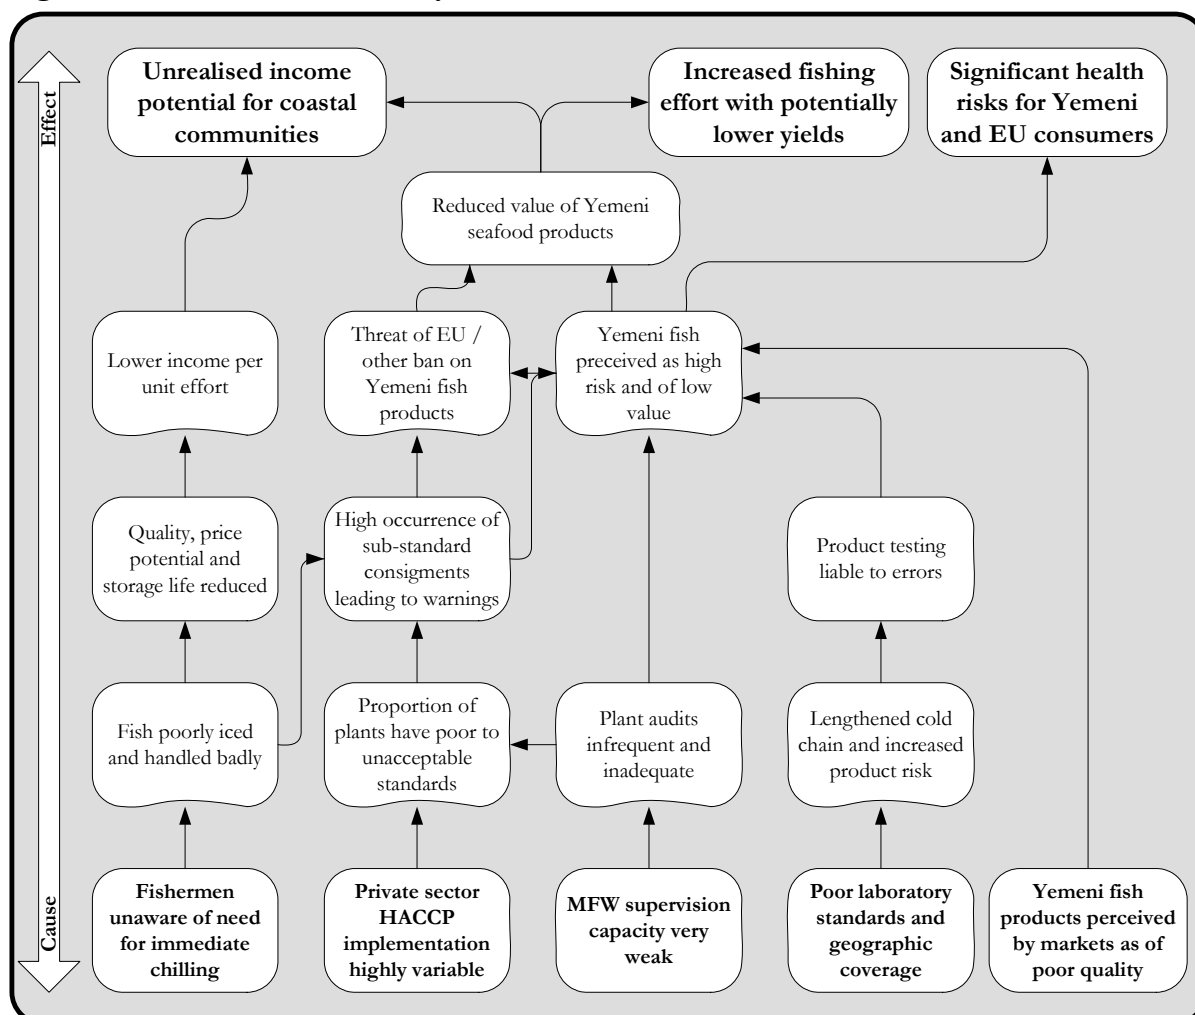 Effect
Unrealised income
potential for coastal
communities
Increased fishing
effort with potentially
lower yields
Significant health
risks for Yemeni
and EU consumers
Reduced value of Yemeni
seafood products
Lower income per
unit effort
Threat of EU /
other ban on
Yemeni fish
products
Yemeni fish
preceived as high
risk and of low
value
Quality, price
potential and
storage life reduced
High occurrence of
sub-standard
consigments
leading to warnings
Product testing
liable to errors
Fish poorly iced
and handled badly
Proportion of
plants have poor to
unacceptable
standards
Plant audits
infrequent and
inadequate
Lengthened cold
chain and increased
product risk
Cause
Fishermen
unaware of need
for immediate
chilling
Private sector
HACCP
implementation
highly variable
MFW supervision
capacity very
weak
Poor laboratory
standards and
geographic
coverage
Yemeni fish
products perceived
by markets as of
poor quality